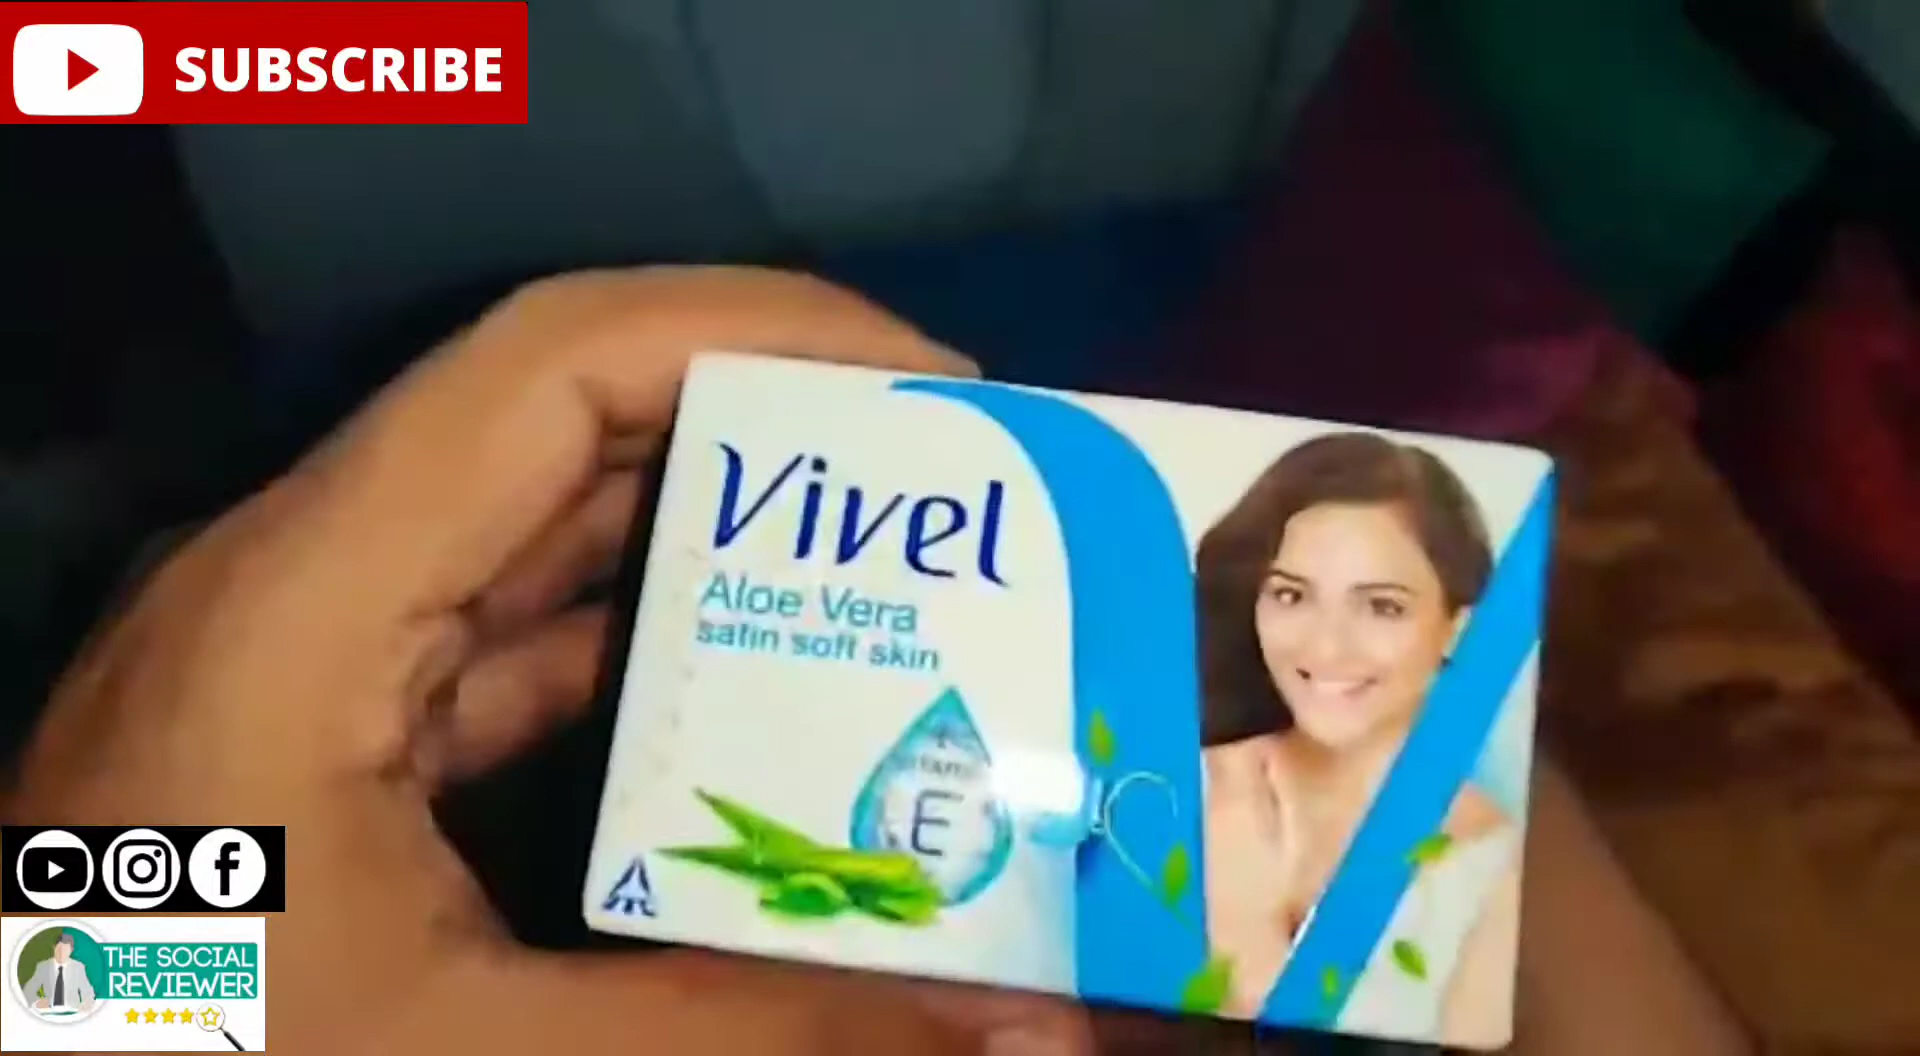 SUBSCRIBE
Vivel
Aloe Vera
satin soft skin
E
THE SOCIAL
REVIEWER